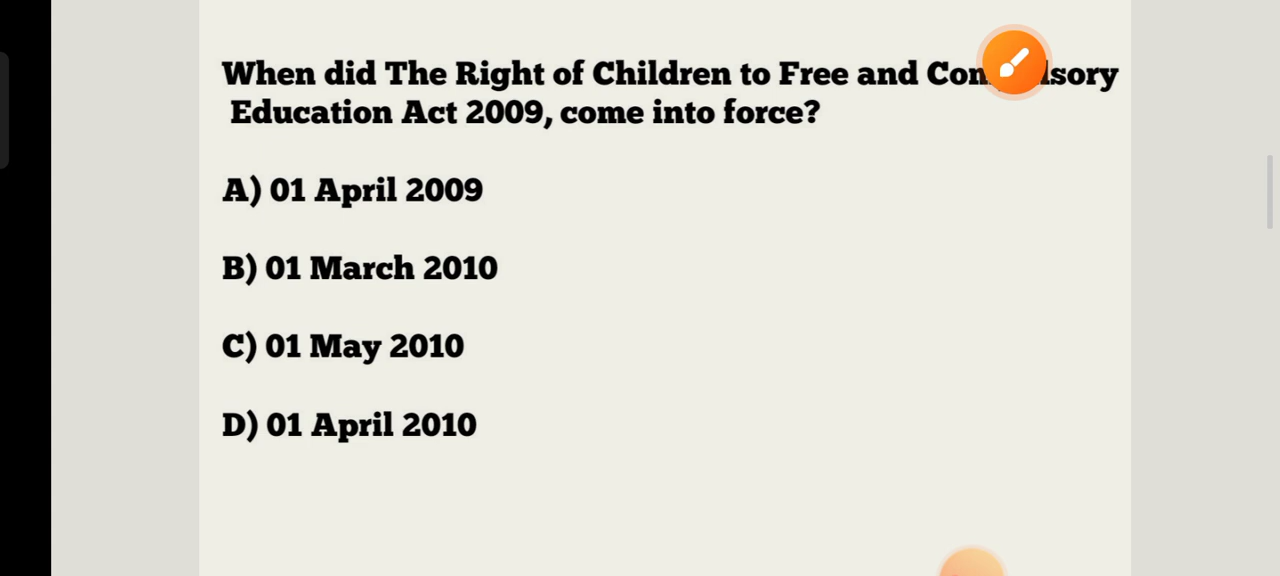 When did The Right of Children to Free and
Education Act 2009, come into force?
A) 01 April 2009
B) 01 March 2010
C) 01 May 2010
D) 01 April 2010